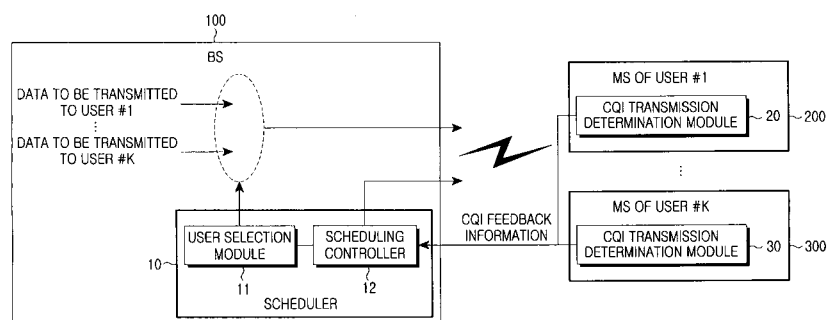 100
BS
DATA TO BE TRANSMITTED
TO USER #1
DATA TO BE TRANSMITTED
TO USER #K
MS OF USER #1
CQI TRANSMISSION
DETERMINATION MODULE
20
200
MS OF USER #K
CQI TRANSMISSION
DETERMINATION MODULE
30
300
CQI FEEDBACK
INFORMATION
USER SELECTION
MODULE
SCHEDULING
CONTROLLER
10
11
12
SCHEDULER